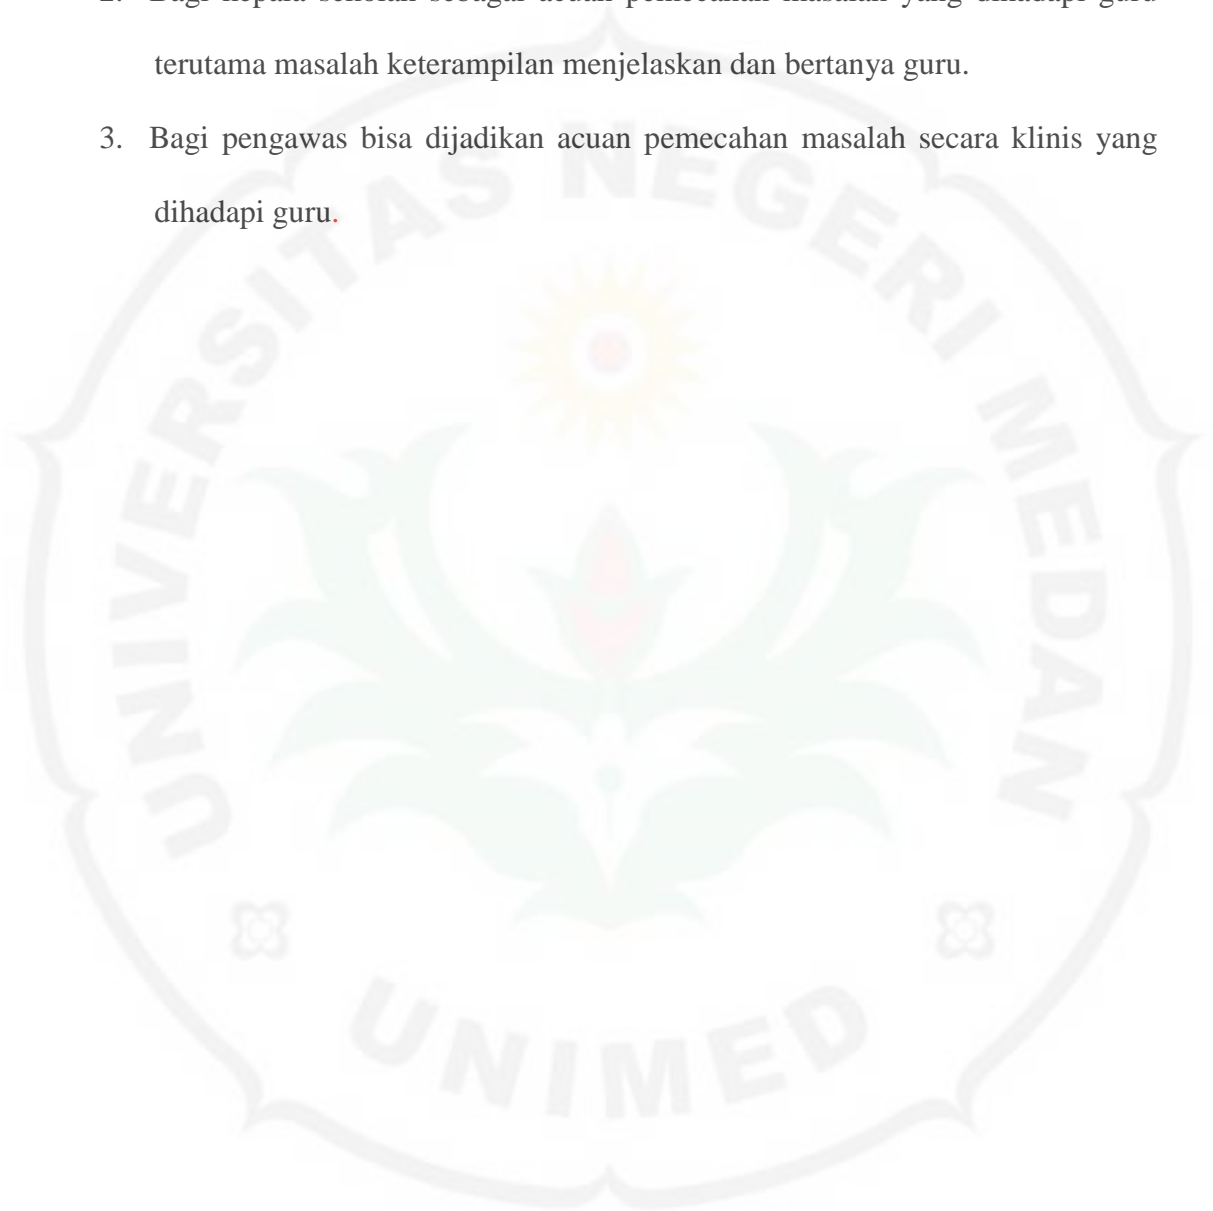 2. Bagi kepala sekolah sebagai acuan pemecahan masalah yang dihadapi guru
terutama masalah keterampilan menjelaskan dan bertanya guru.
3. Bagi pengawas bisa dijadikan acuan pemecahan masalah secara klinis yang
dihadapi guru.
UNIVERSITAS NEGERI MEDAN
UNIMED